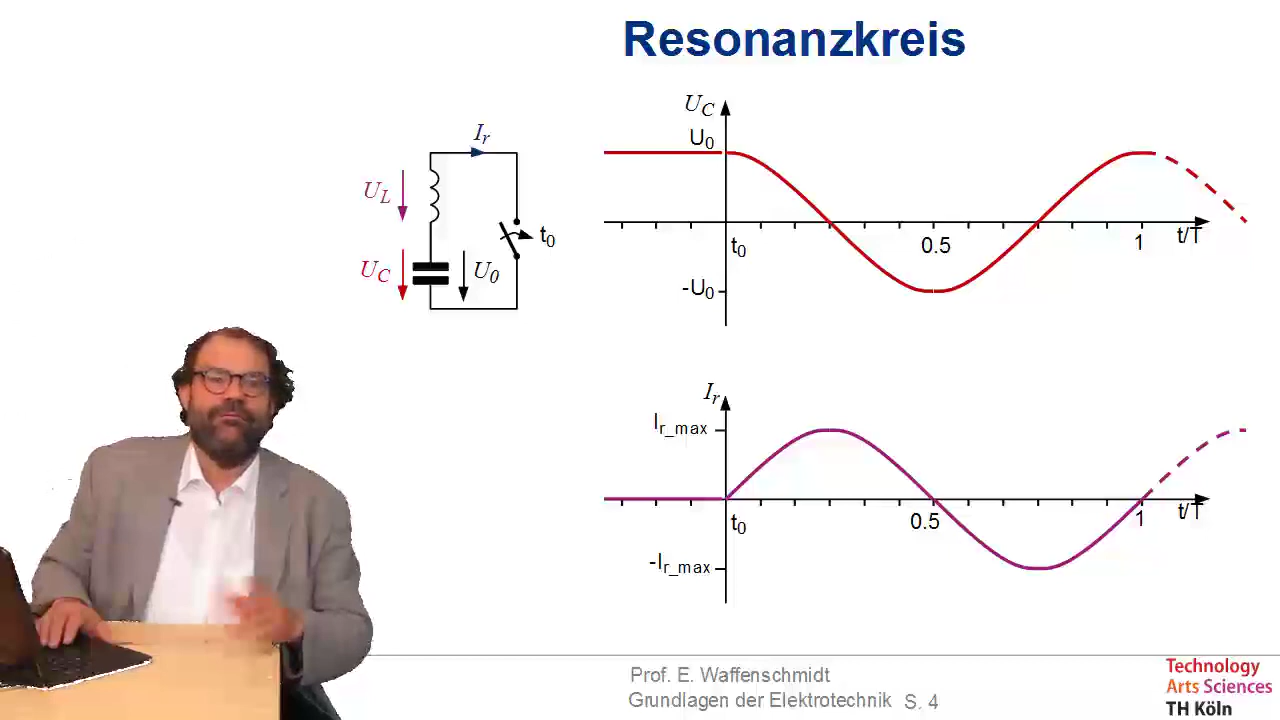 Resonanzkreis
I_r
U_L
U_C
U_0
t_0
U_C
U_0
-U_0
t_0
0.5
1
t/T
I_r
I_r_max
-I_r_max
t_0
0.5
1
t/T
Prof. E. Waffenschmidt
Grundlagen der Elektrotechnik S. 4
Technology
Arts Sciences
TH Köln